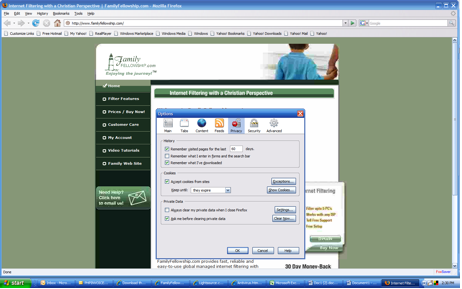 Internet Filtering with a Christian Perspective - Mozilla Firefox
File Edit View History Bookmarks Tools Help
http://www.familyfellowship.com/
Customize Links Free Hotmail My Yahoo! RealPlayer Windows Marketplace Windows Media Windows Yahoo! Bookmarks Yahoo! Downloads Yahoo! Mail Yahoo!
Family
FELLOWSHIP.com
Enjoying the journey!™
Home
Filter Features
Prices / Buy Now!
Customer Care
My Account
Video Tutorials
Family Web Site
Need Help?
Click here
to email us!
Internet Filtering with a Christian Perspective
Options
Main Tabs Content Feeds Privacy Security Advanced
History
Remember visited pages for the last days.
Remember what I enter in forms and the search bar
Remember what I've downloaded
Cookies
Accept cookies from sites
Exceptions...
Keep until: they expire
Show Cookies...
Private Data
Always clear my private data when I close Firefox
Settings...
Ask me before clearing private data
Clear Now...
OK Cancel Help
Filtering
Buy Now
FamilyFellowship.com provides fast, reliable and
easy-to-use global managed internet filtering with
30 Day Money-Back
Done
start